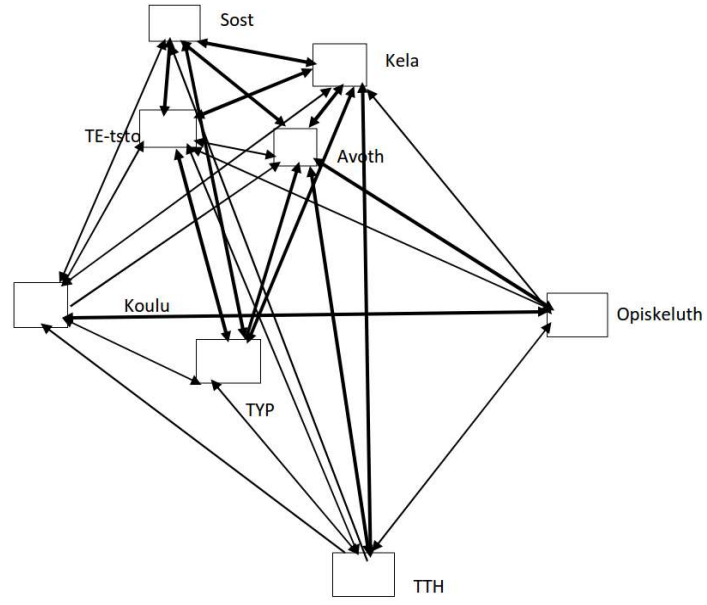 Sost
Kela
TE-tsto
Avoth
Koulu
Opiskeluth
TYP
TTH